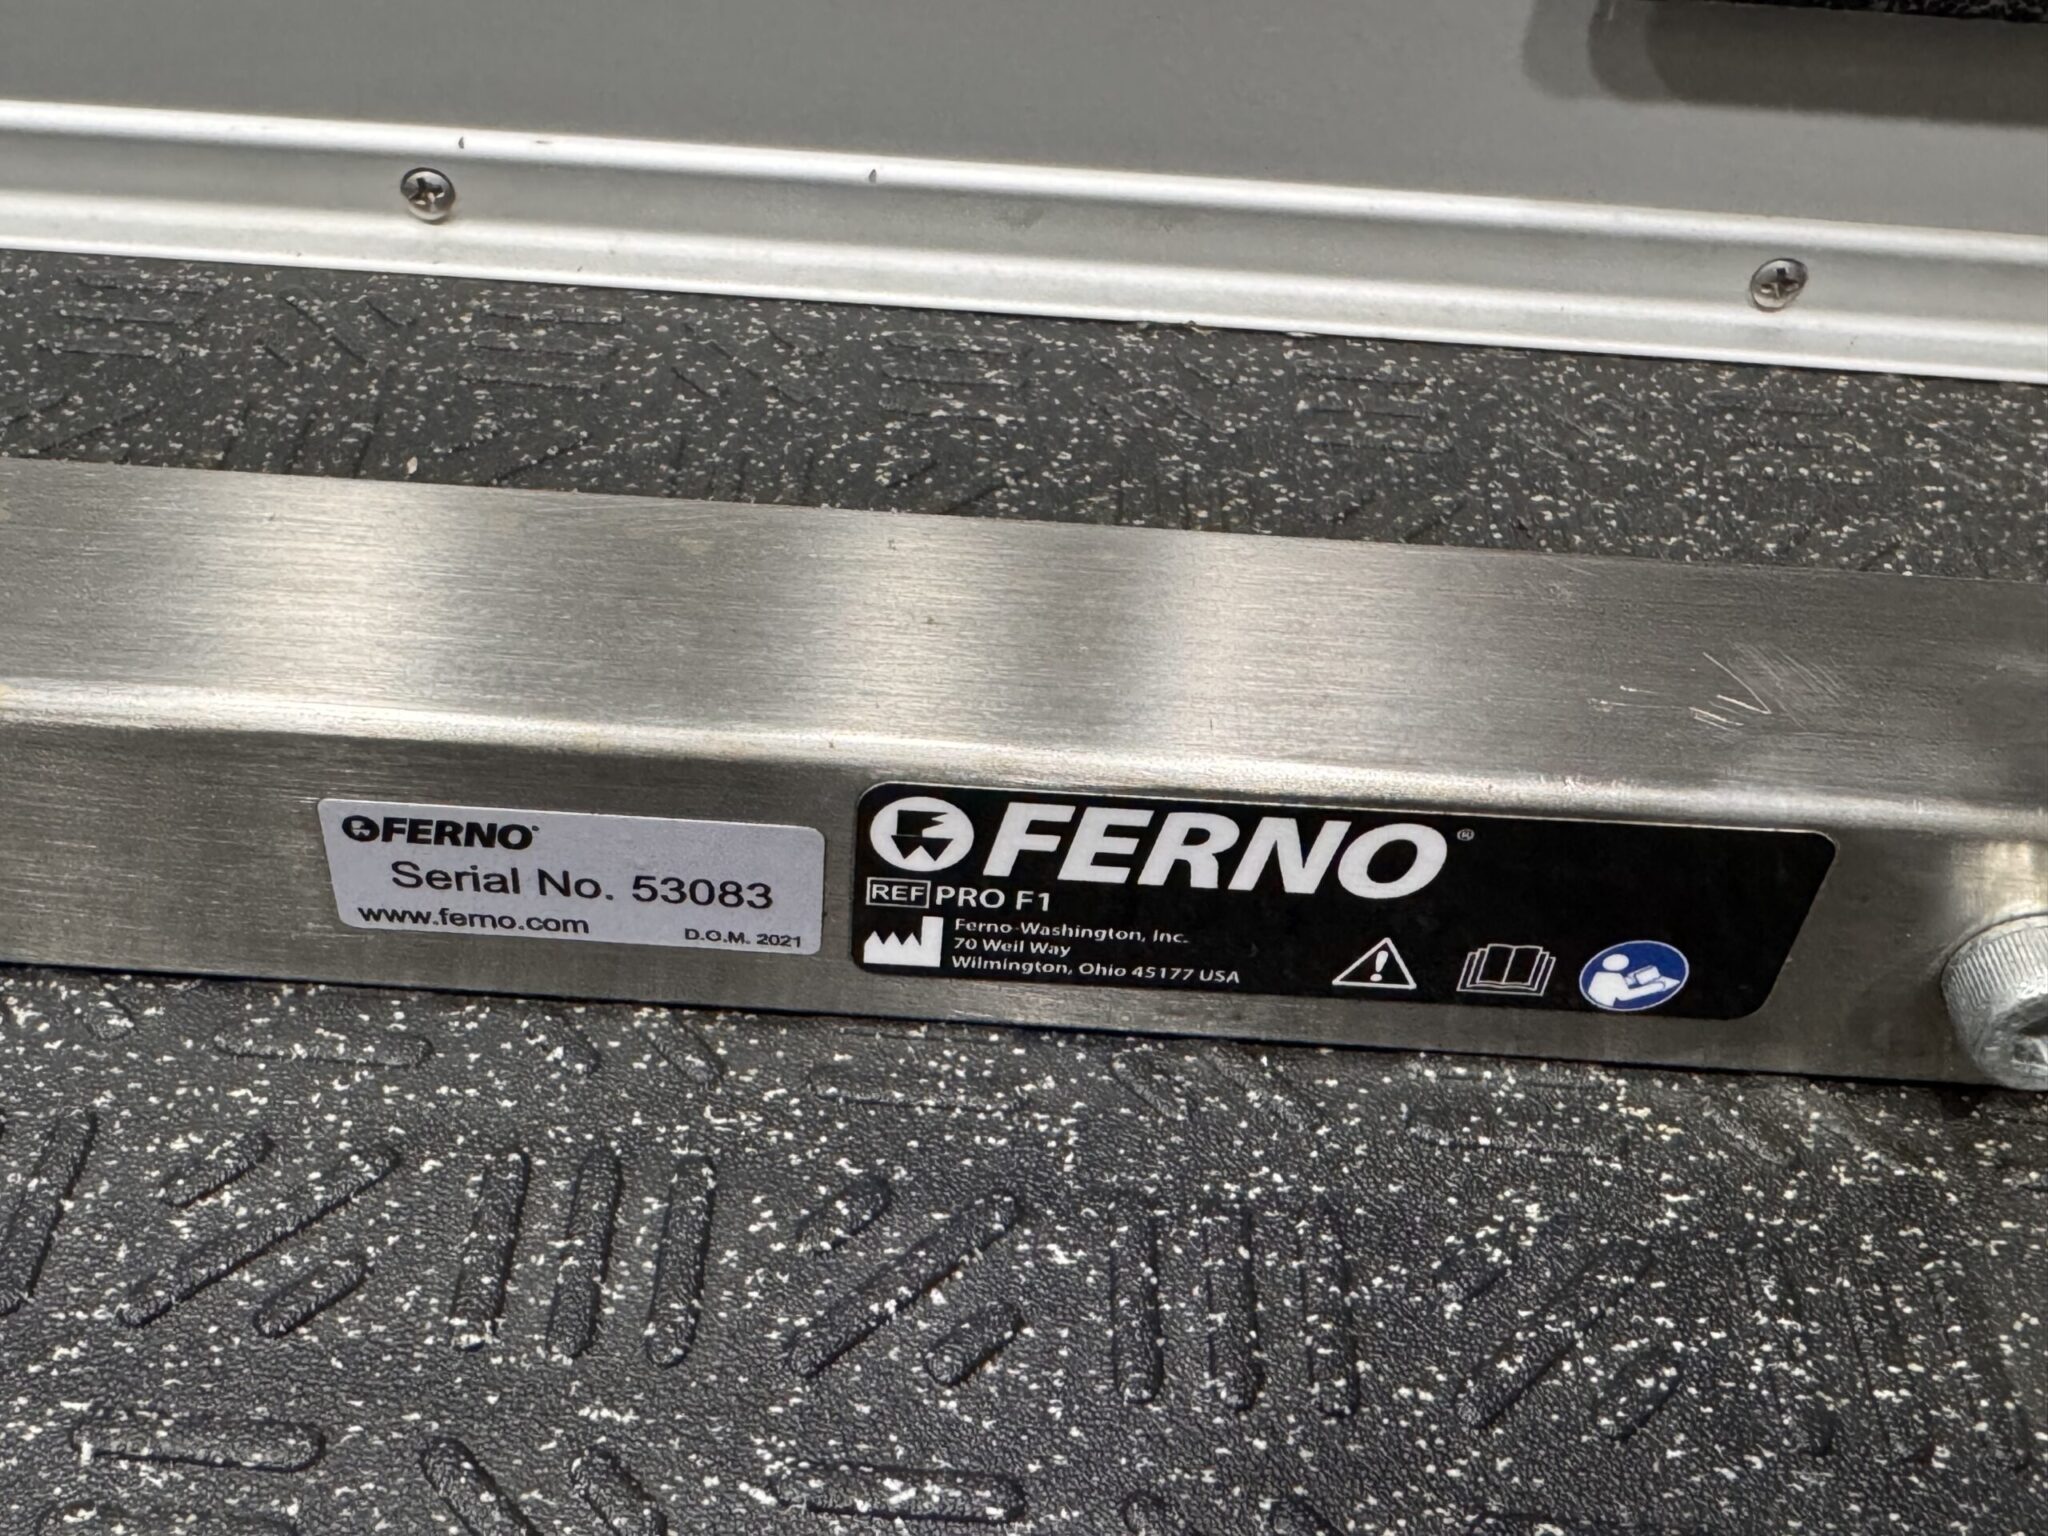 FERNO
Serial No. 53083
www.ferno.com
D.O.M. 2021
FERNO®
REF PRO F1
Ferno-Washington, Inc.
70 Weil Way
Wilmington, Ohio 45177 USA